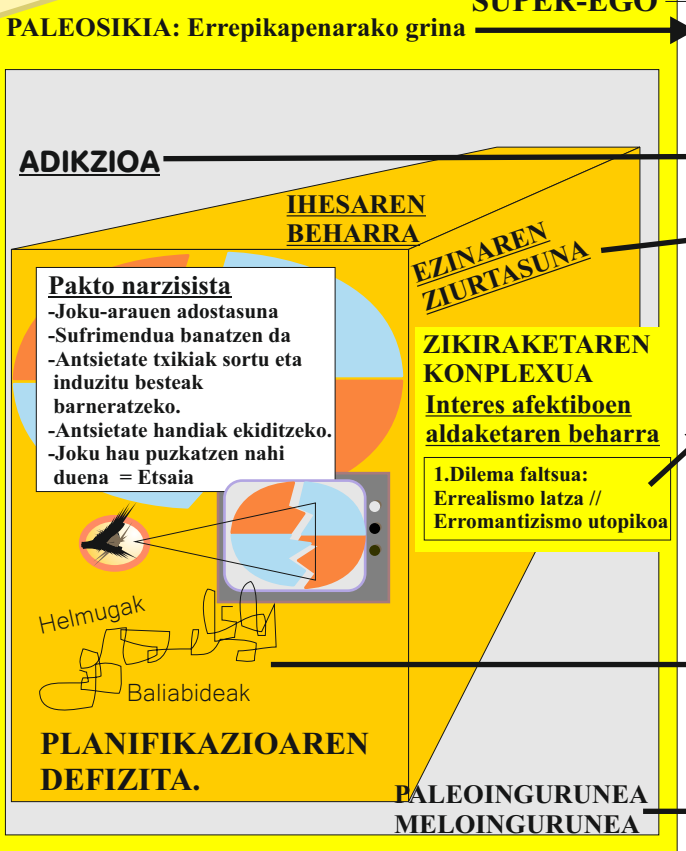 SUPER-EGO
PALEOSIKIA: Errepikapenarako grina
ADIKZIOA
IHESAREN
BEHARRA
EZINAREN
ZIURTASUNA
Pakto narzisista
-Joku-arauen adostasuna
-Sufrimendua banatzen da
-Antsietate txikiak sortu eta
induzitu besteak
barneratzeko.
-Antsietate handiak ekiditzeko.
-Joku hau puzkatzen nahi
duena = Etsaia
ZIKIRAKETAREN
KONPLEXUA
Interes afektiboen
aldaketaren beharra
1.Dilema faltsua:
Errealismo latza //
Erromantizismo utopikoa
Helmugak
Baliabideak
PLANIFIKAZIOAREN
DEFIZITA.
PALEOINGURUNEA
MELOINGURUNEA